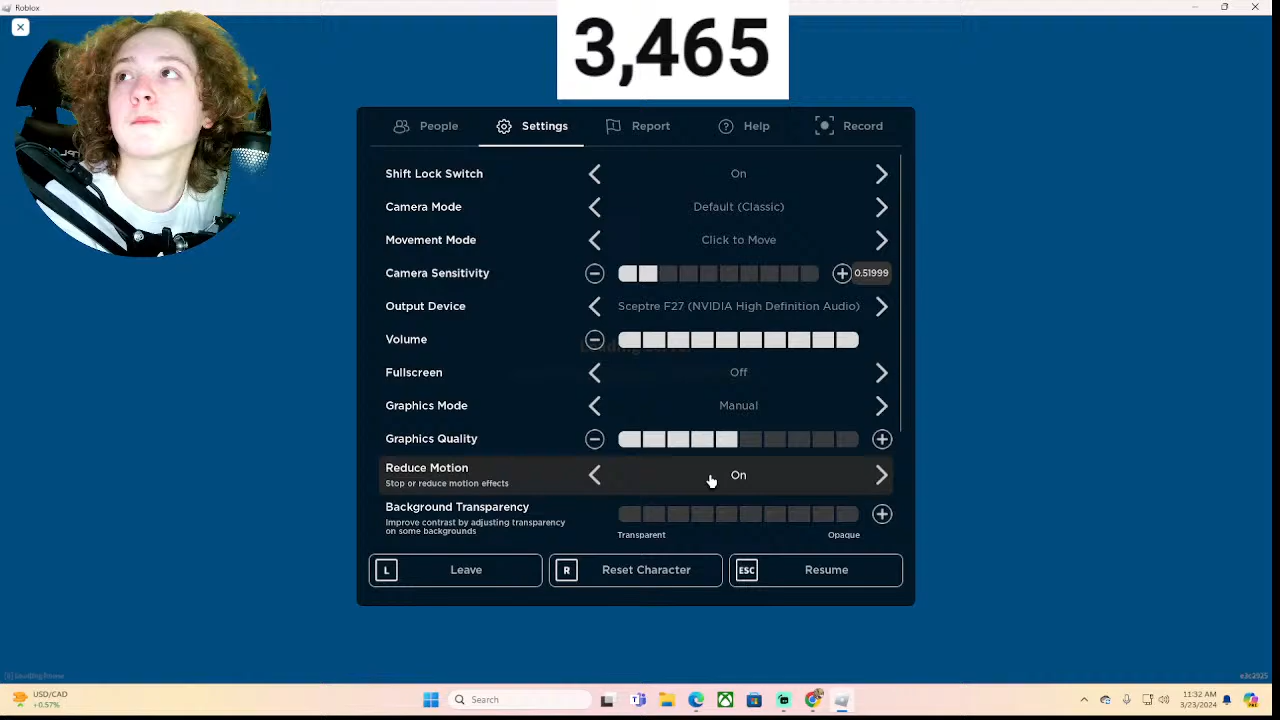 Roblox
3,465
People
Settings
Report
Help
Record
Shift Lock Switch
On
Camera Mode
Default (Classic)
Movement Mode
Click to Move
Camera Sensitivity
0.51999
Output Device
Sceptre F27 (NVIDIA High Definition Audio)
Volume
Fullscreen
Off
Graphics Mode
Manual
Graphics Quality
Reduce Motion
On
Stop or reduce motion effects
Background Transparency
Improve contrast by adjusting transparency
on some backgrounds
Transparent
Opaque
L
Leave
R
Reset Character
ESC
Resume
USD/CAD
+0.57%
Search
11:32 AM
3/23/2024